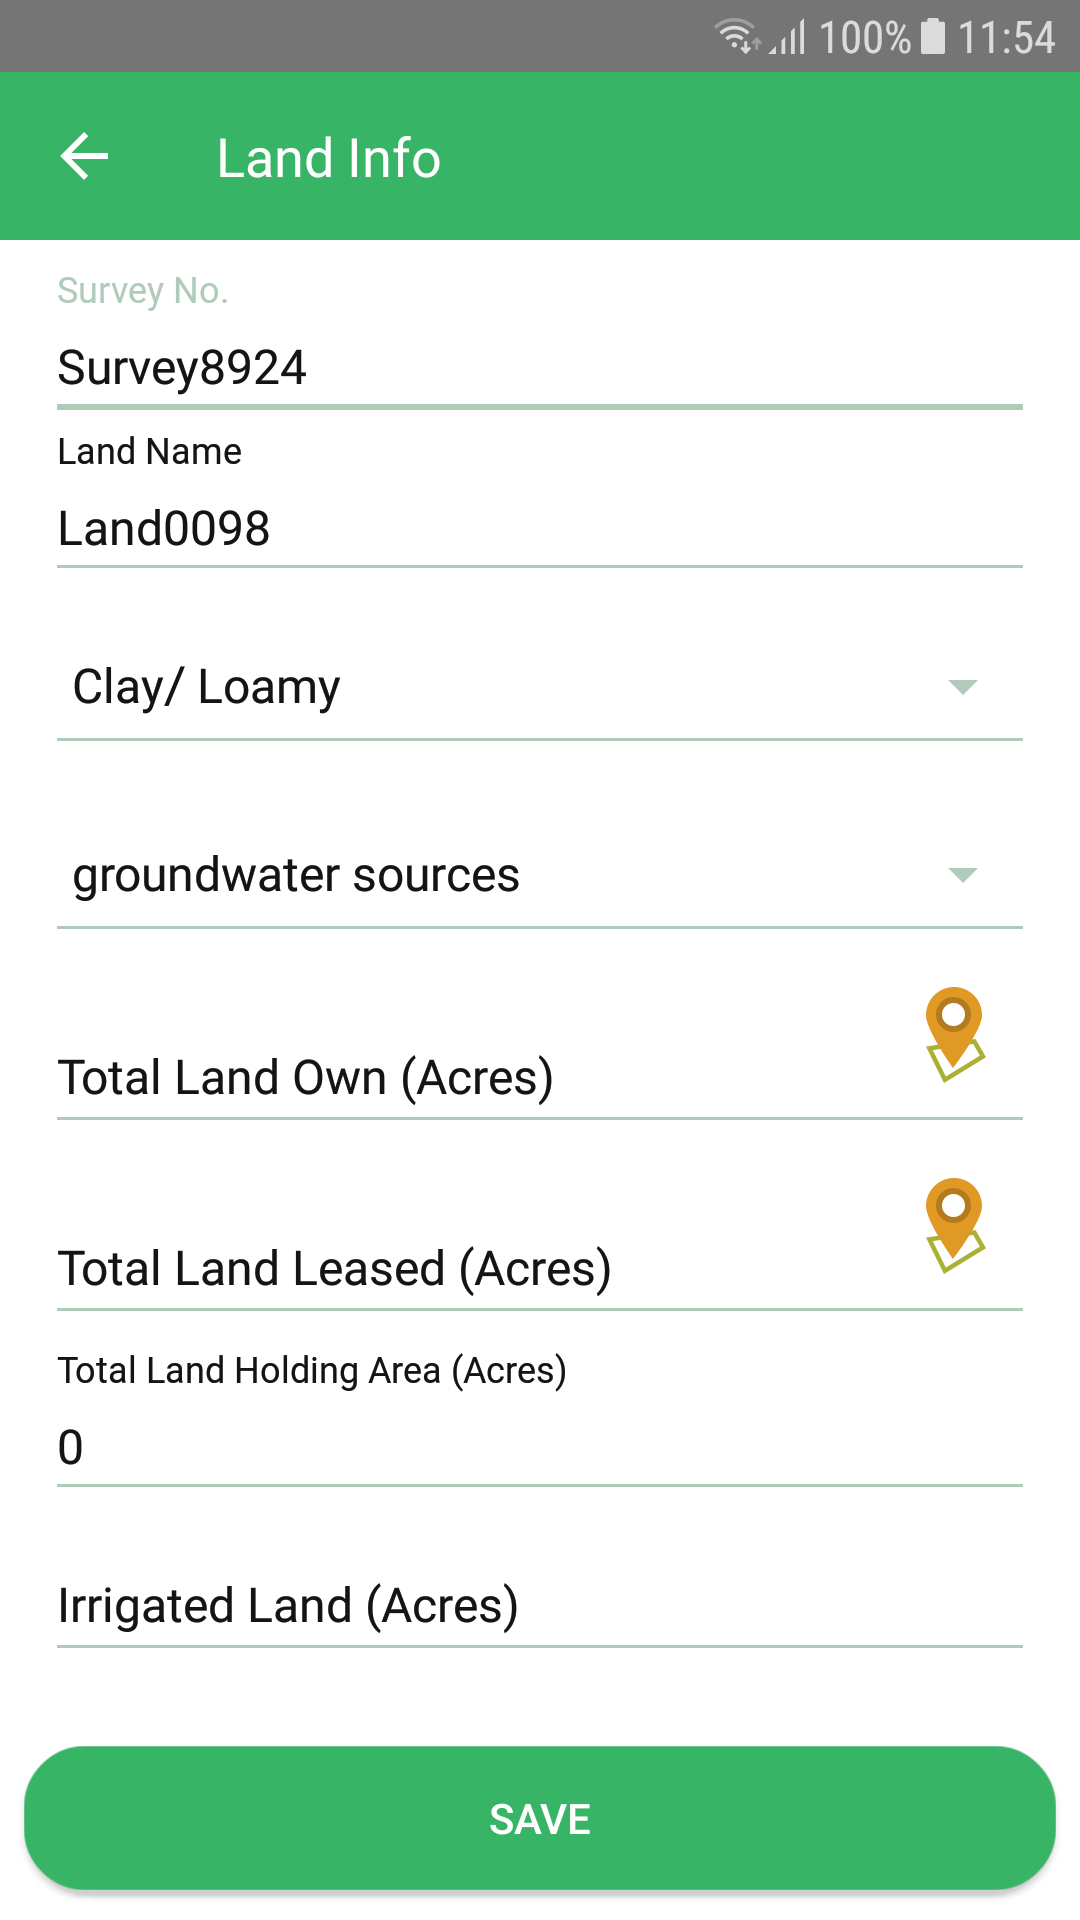 100% 11:54
Land Info
Survey No.
Survey8924
Land Name
Land0098
Clay/ Loamy
groundwater sources
Total Land Own (Acres)
Total Land Leased (Acres)
Total Land Holding Area (Acres)
0
Irrigated Land (Acres)
SAVE